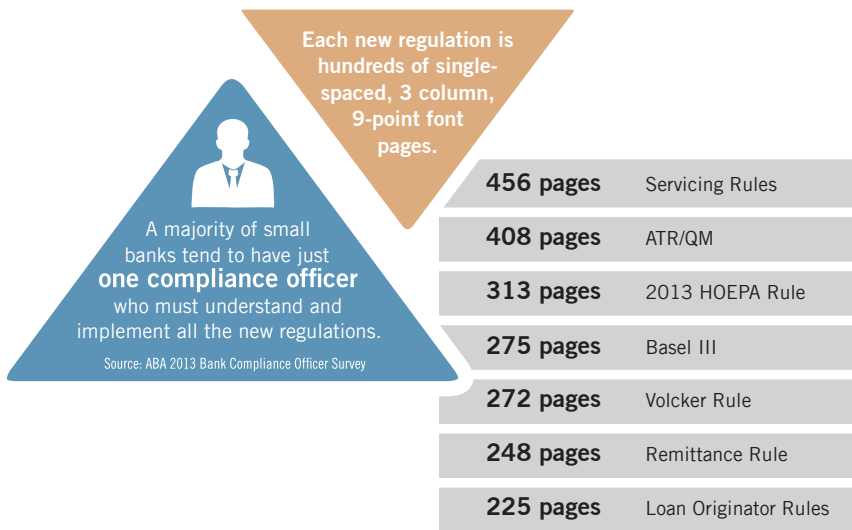 Each new regulation is
hundreds of single-
spaced, 3 column,
9-point font
pages.
A majority of small
banks tend to have just
one compliance officer
who must understand and
implement all the new regulations.
Source: ABA 2013 Bank Compliance Officer Survey
456 pages Servicing Rules
408 pages ATR/QM
313 pages 2013 HOEPA Rule
275 pages Basel III
272 pages Volcker Rule
248 pages Remittance Rule
225 pages Loan Originator Rules